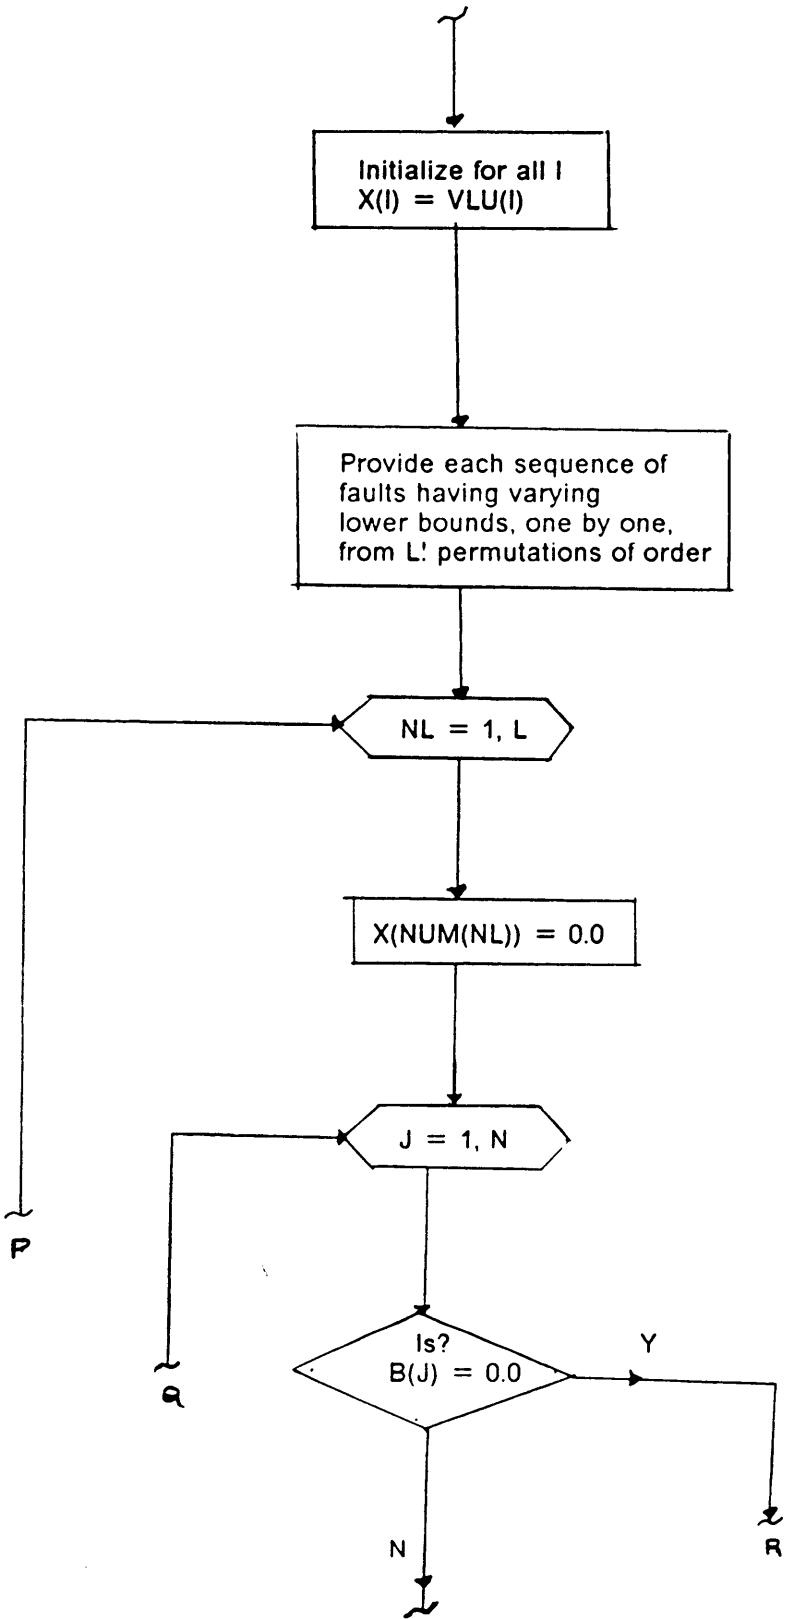 Initialize for all I
X(I) = VLU(I)
Provide each sequence of
faults having varying
lower bounds, one by one,
from L! permutations of order
NL = 1, L
X(NUM(NL)) = 0.0
J = 1, N
P
Is?
B(J) = 0.0
Y
Q
N
R